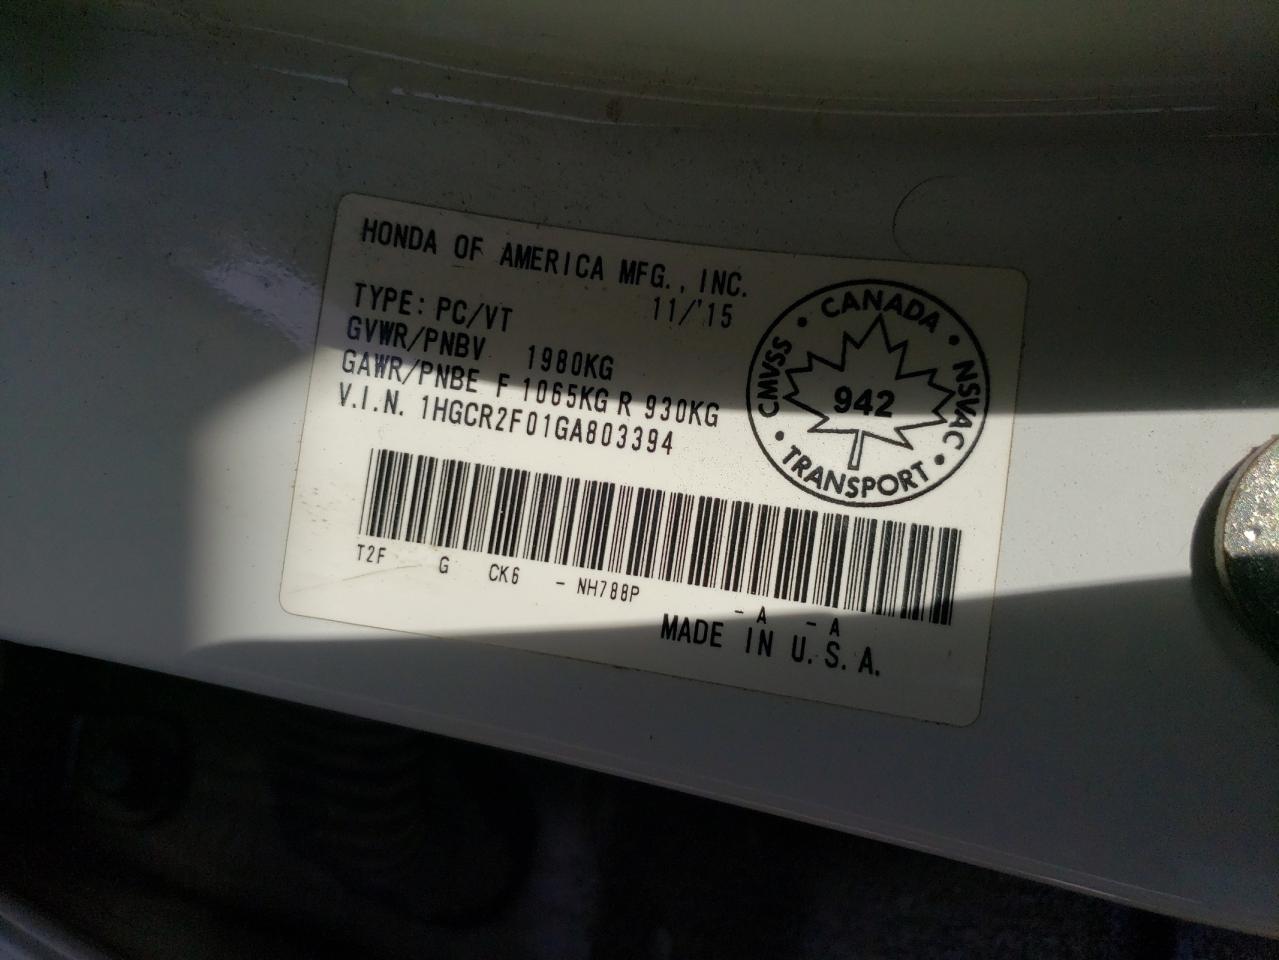 HONDA OF AMERICA MFG., INC.
11/'15
TYPE: PC/VT
GVWR/PNBV 1980KG
GAWR/PNBE F 1065KG R 930KG
V.I.N. 1HGCR2F01GA803394
CANADA
CMVSS
NSVAC
942
TRANSPORT
T2F G CK6 - NH788P - A - A
MADE IN U.S.A.